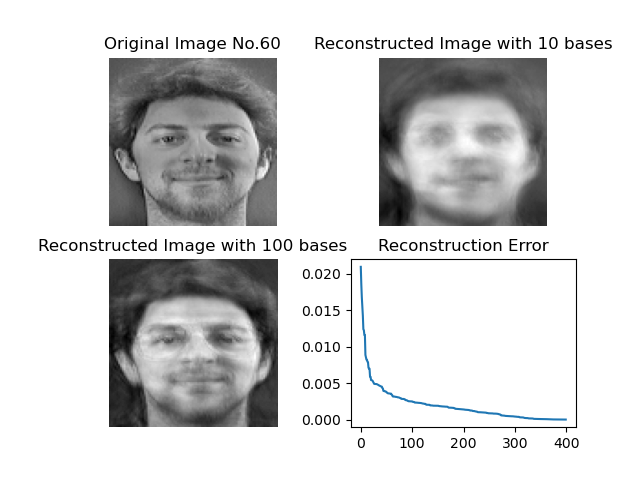 Original Image No.60
Reconstructed Image with 10 bases
Reconstructed Image with 100 bases
Reconstruction Error
0.020
0.015
0.010
0.005
0.000
0 100 200 300 400